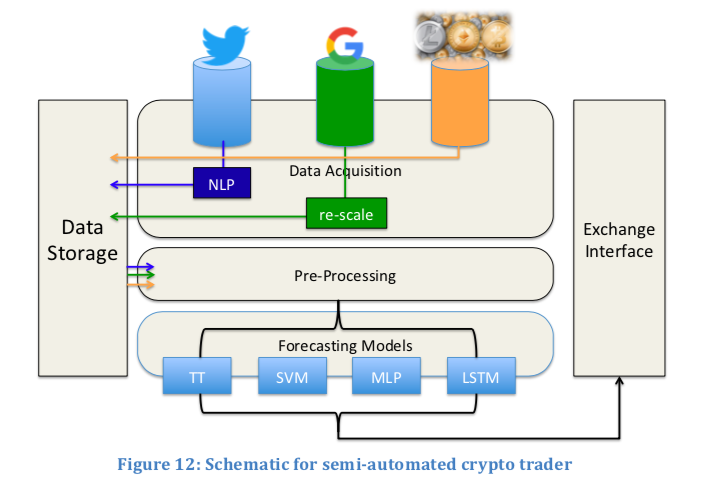 Data Acquisition
NLP
re-scale
Data
Storage
Exchange
Interface
Pre-Processing
Forecasting Models
TT
SVM
MLP
LSTM
Figure 12: Schematic for semi-automated crypto trader